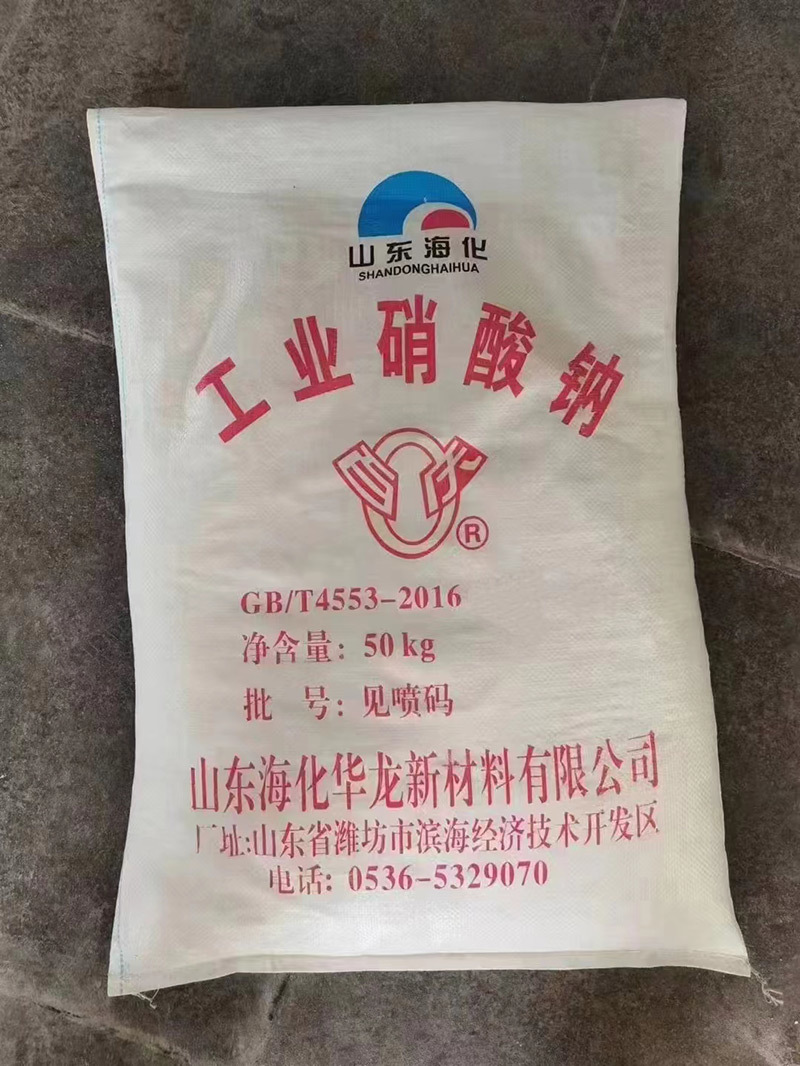 山东海化
SHANDONGHAIHUA
工业硝酸钠
®
GB/T4553-2016
净含量：50kg
批 号：见喷码
山东海化华龙新材料有限公司
厂址:山东省潍坊市滨海经济技术开发区
电话：0536-5329070